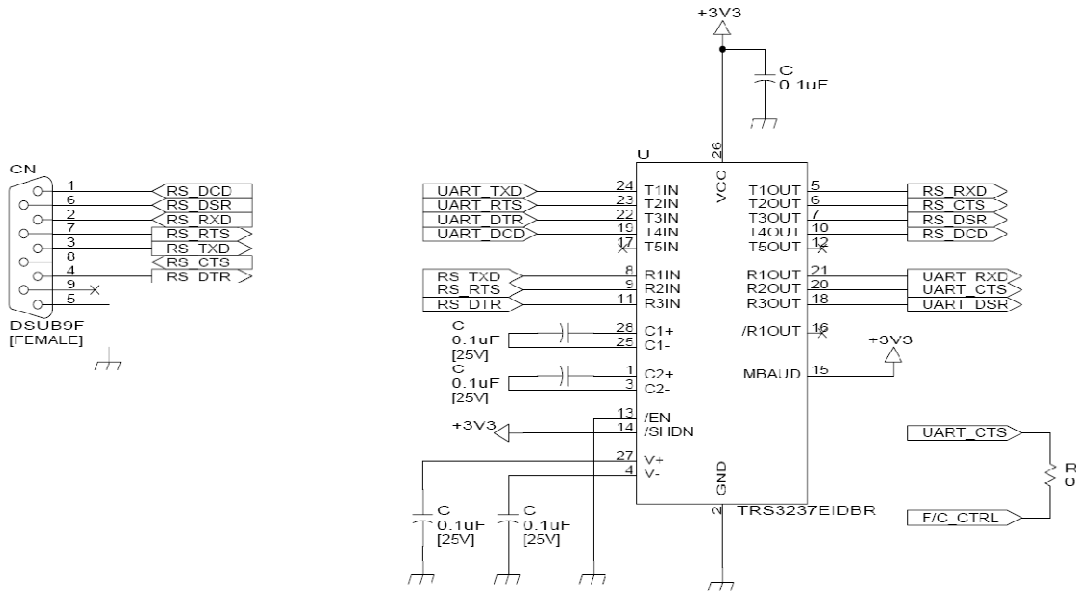 +3V3
C
0.1uF
CN
1 RS_DCD
6 RS_DSR
2 RS_RXD
7 RS_RTS
3 RS_TXD
8 RS_CTS
4 RS_DTR
9
5
DSUB9F
[FEMALE]
U
26
VCC
UART_TXD 24 T1IN T1OUT 5 RS_RXD
UART_RTS 23 T2IN T2OUT 6 RS_CTS
UART_DTR 22 T3IN T3OUT 7 RS_DSR
UART_DCD 19 T4IN T4OUT 10 RS_DCD
17 T5IN T5OUT 12
RS_TXD 8 R1IN R1OUT 21 UART_RXD
RS_RTS 9 R2IN R2OUT 20 UART_CTS
RS_DTR 11 R3IN R3OUT 18 UART_DSR
C
0.1uF
[25V]
28 C1+ /R1OUT 16
25 C1-
+3V3
C
0.1uF
[25V]
1 C2+ MBAUD 15
3 C2-
13 /EN
+3V3 14 /SHDN
27 V+
4 V-
GND
2
TRS3237EIDBR
C
0.1uF
[25V]
C
0.1uF
[25V]
UART_CTS
R
0
F/C_CTRL